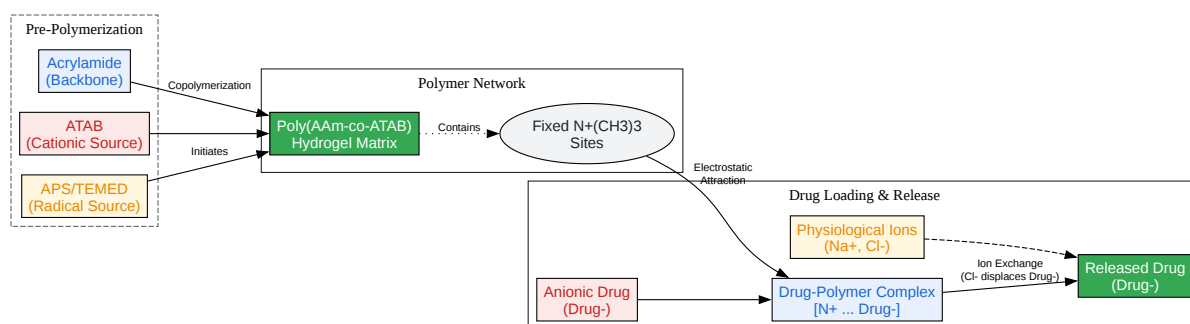 Pre-Polymerization
Acrylamide
(Backbone)
ATAB
(Cationic Source)
APS/TEMED
(Radical Source)
Copolymerization
Initiates
Polymer Network
Poly(AAm-co-ATAB)
Hydrogel Matrix
Contains
Fixed N+(CH3)3
Sites
Electrostatic
Attraction
Drug Loading & Release
Physiological Ions
(Na+, Cl-)
Anionic Drug
(Drug-)
Drug-Polymer Complex
[N+ ... Drug-]
Ion Exchange
(Cl- displaces Drug-)
Released Drug
(Drug-)